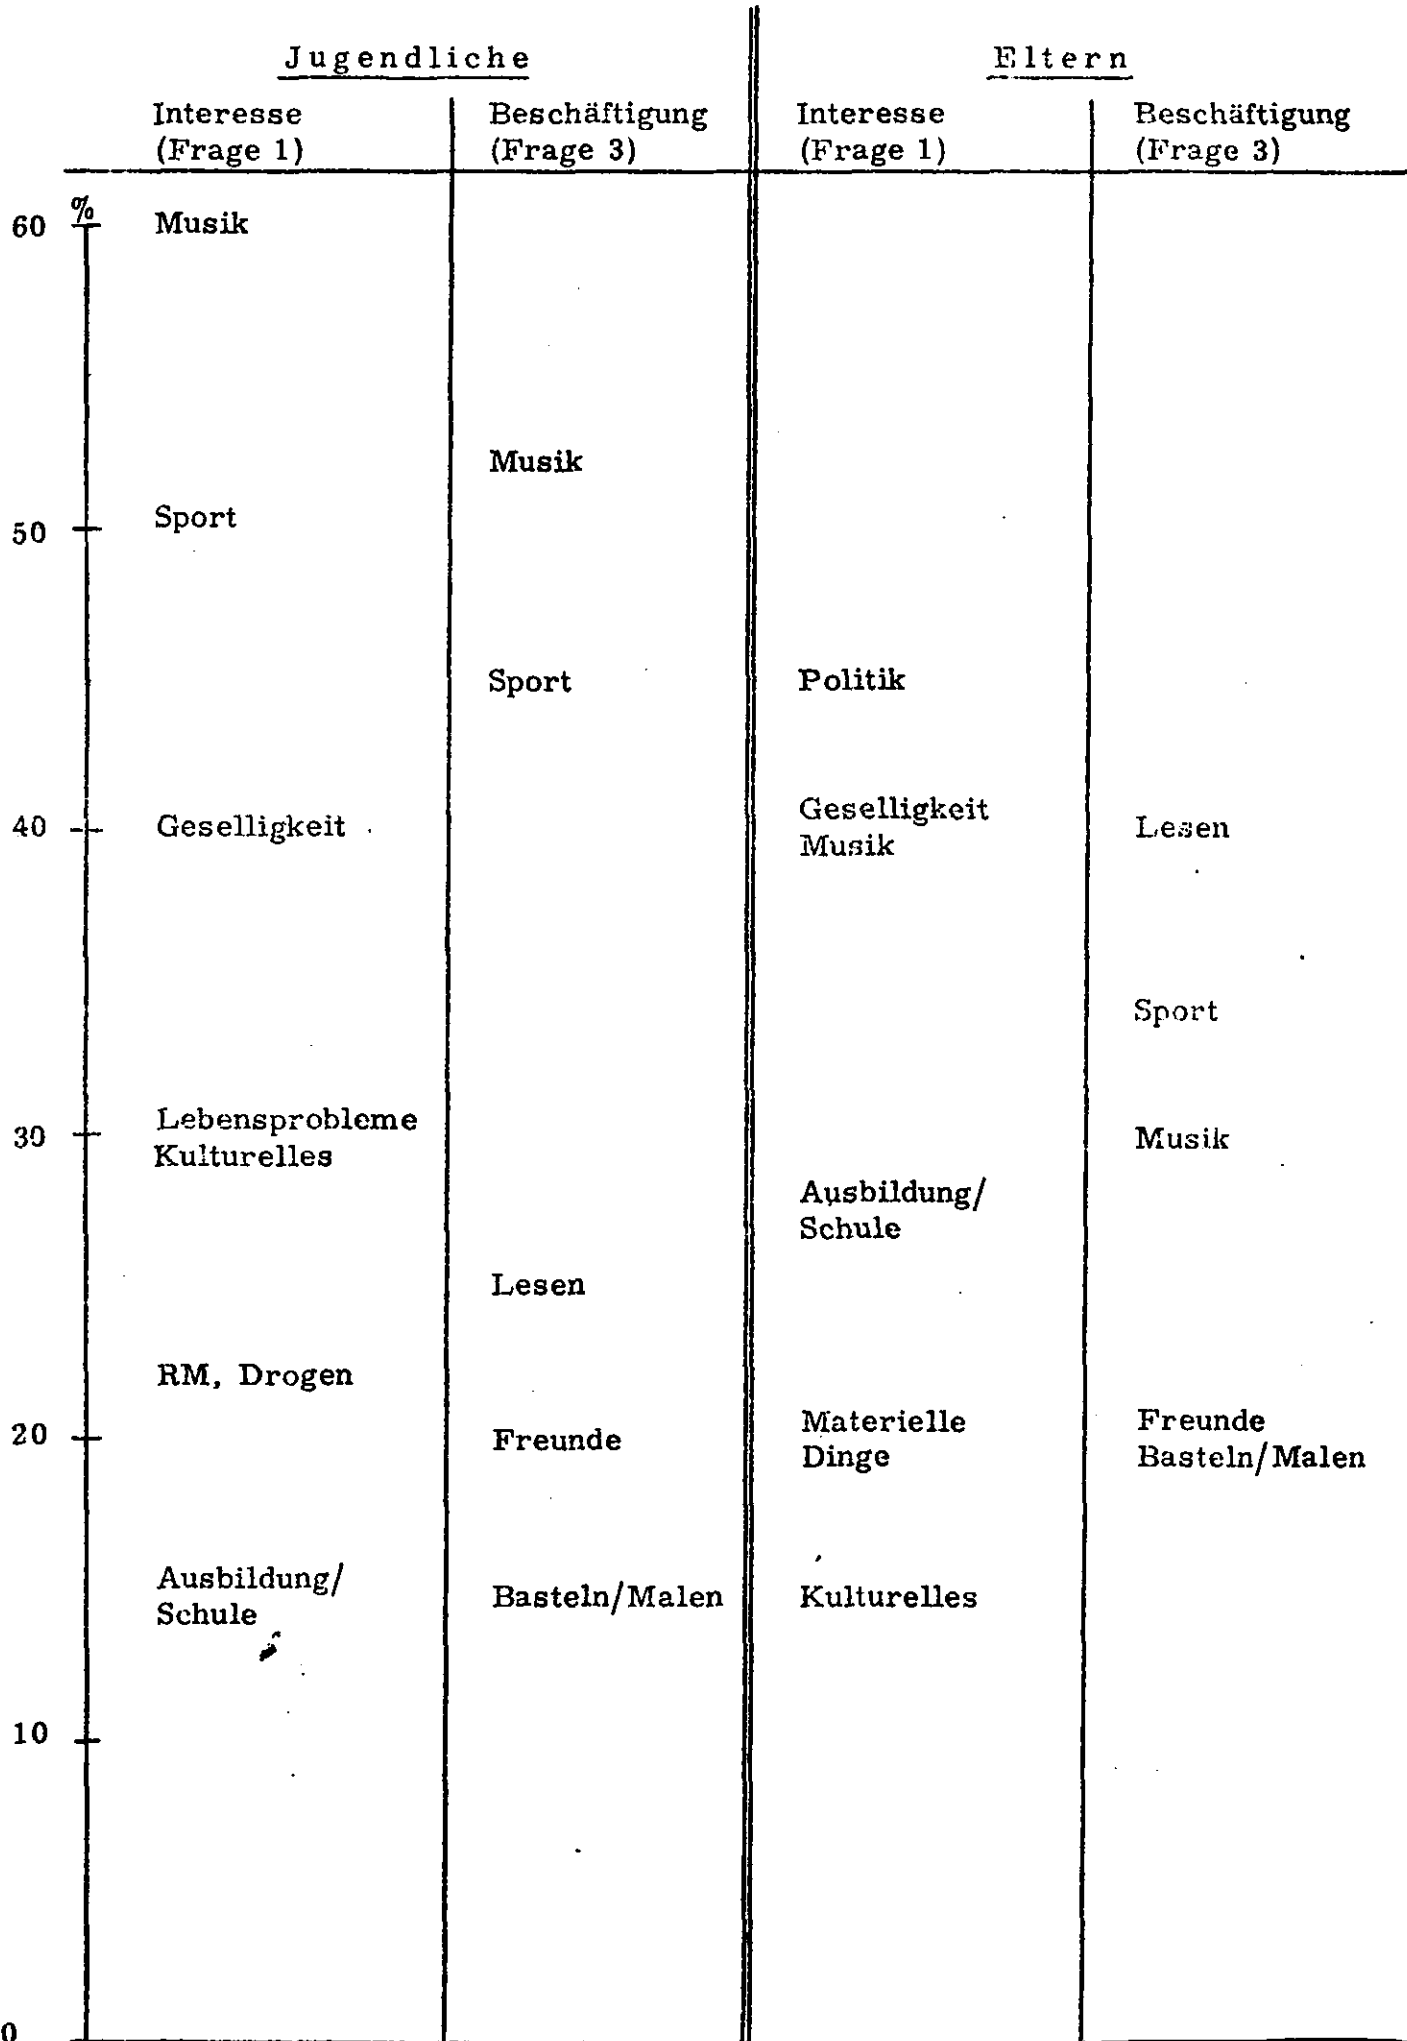 Jugendliche
Eltern
Interesse
(Frage 1)
Beschäftigung
(Frage 3)
Interesse
(Frage 1)
Beschäftigung
(Frage 3)
%
60
Musik
Musik
50
Sport
Sport
Politik
40
Geselligkeit
Geselligkeit
Musik
Lesen
Sport
30
Lebensprobleme
Kulturelles
Musik
Ausbildung/
Schule
Lesen
RM, Drogen
20
Freunde
Materielle
Dinge
Freunde
Basteln/Malen
Ausbildung/
Schule
Basteln/Malen
Kulturelles
10
0